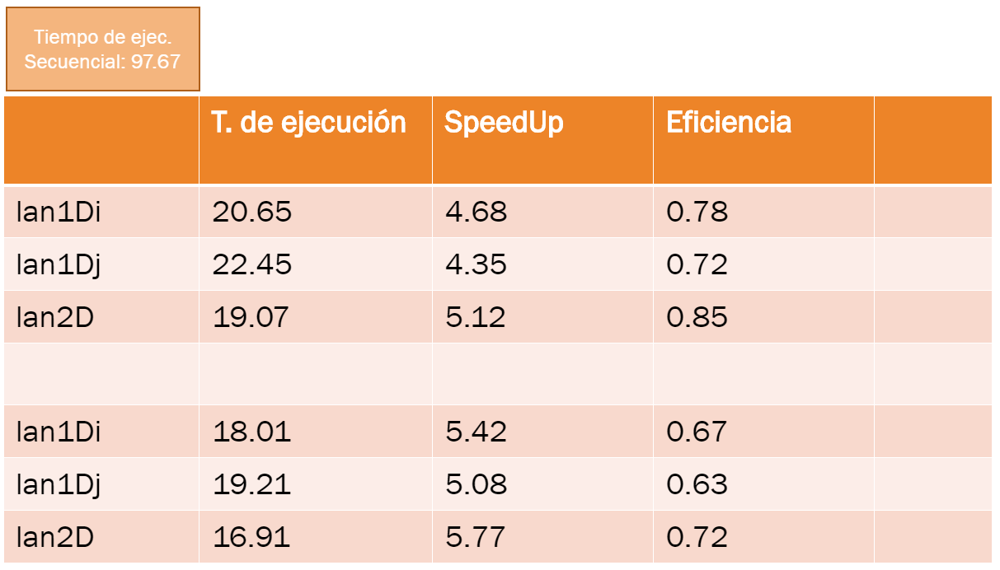 Tiempo de ejec.
Secuencial: 97.67
T. de ejecución SpeedUp Eficiencia
lan1Di 20.65 4.68 0.78
lan1Dj 22.45 4.35 0.72
lan2D 19.07 5.12 0.85
lan1Di 18.01 5.42 0.67
lan1Dj 19.21 5.08 0.63
lan2D 16.91 5.77 0.72